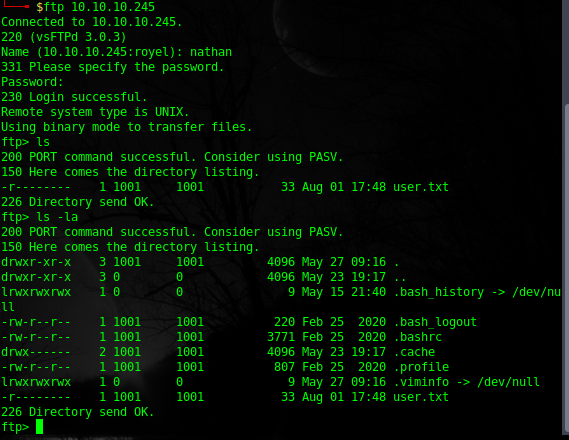 $ftp 10.10.10.245
Connected to 10.10.10.245.
220 (vsFTPd 3.0.3)
Name (10.10.10.245:royel): nathan
331 Please specify the password.
Password:
230 Login successful.
Remote system type is UNIX.
Using binary mode to transfer files.
ftp> ls
200 PORT command successful. Consider using PASV.
150 Here comes the directory listing.
-r--------    1 1001     1001           33 Aug 01 17:48 user.txt
226 Directory send OK.
ftp> ls -la
200 PORT command successful. Consider using PASV.
150 Here comes the directory listing.
drwxr-xr-x    3 1001     1001         4096 May 27 09:16 .
drwxr-xr-x    3 0        0            4096 May 23 19:17 ..
lrwxrwxrwx    1 0        0               9 May 15 21:40 .bash_history -> /dev/nu
ll
-rw-r--r--    1 1001     1001          220 Feb 25  2020 .bash_logout
-rw-r--r--    1 1001     1001         3771 Feb 25  2020 .bashrc
drwx------    2 1001     1001         4096 May 23 19:17 .cache
-rw-r--r--    1 1001     1001          807 Feb 25  2020 .profile
lrwxrwxrwx    1 0        0               9 May 27 09:16 .viminfo -> /dev/null
-r--------    1 1001     1001           33 Aug 01 17:48 user.txt
226 Directory send OK.
ftp>